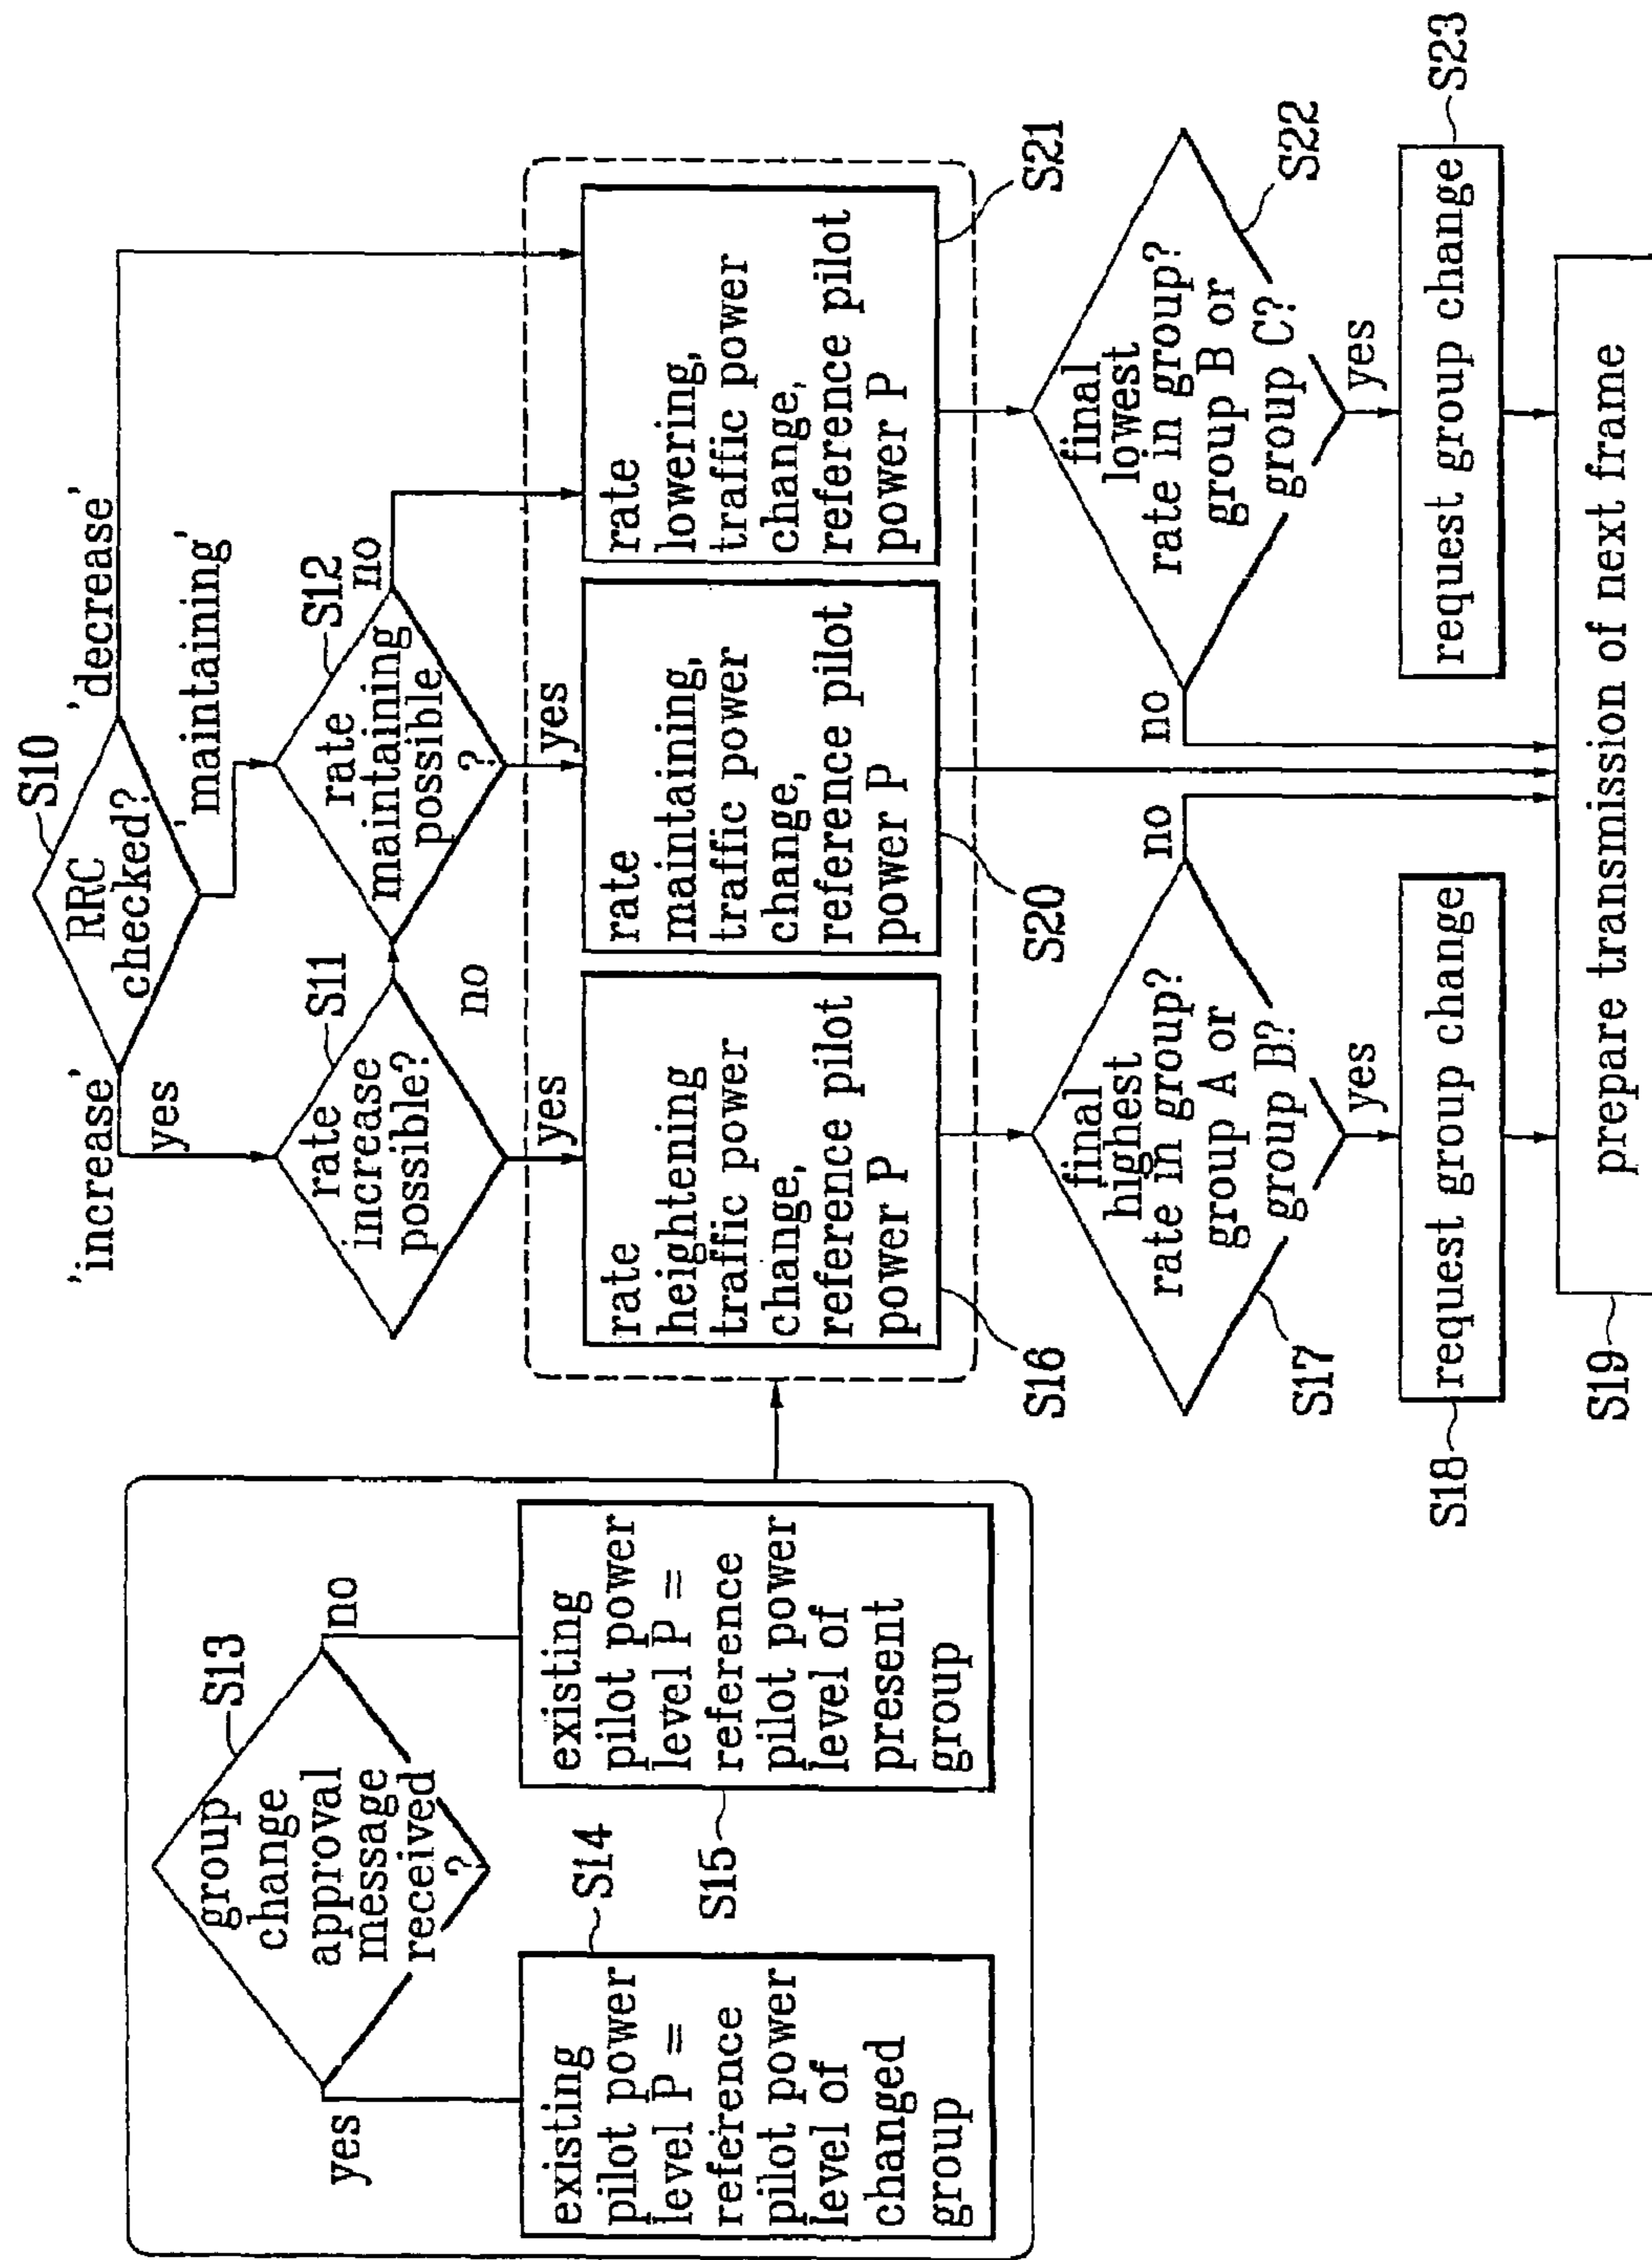 S10
RRC
checked?
'increase'
yes
'decrease'
'maintaining'
S11
rate
increase
possible?
no
yes
S12
rate
maintaining
possible
?
no
yes
S13
group
change
approval
message
received
?
yes
no
S14
existing
pilot power
level P =
reference
pilot power
level of
changed
group
S15
existing
pilot power
level P =
reference
pilot power
level of
present
group
rate
heightening
traffic power
change,
reference pilot
power P
S16
rate
maintaining,
traffic power
change,
reference pilot
power P
S20
rate
lowering,
traffic power
change,
reference pilot
power P
S21
final
highest
rate in group?
group A or
group B?
S17
no
yes
final
lowest
rate in group?
group B or
group C?
S22
no
yes
S18
request group change
request group change
S23
S19
prepare transmission of next frame